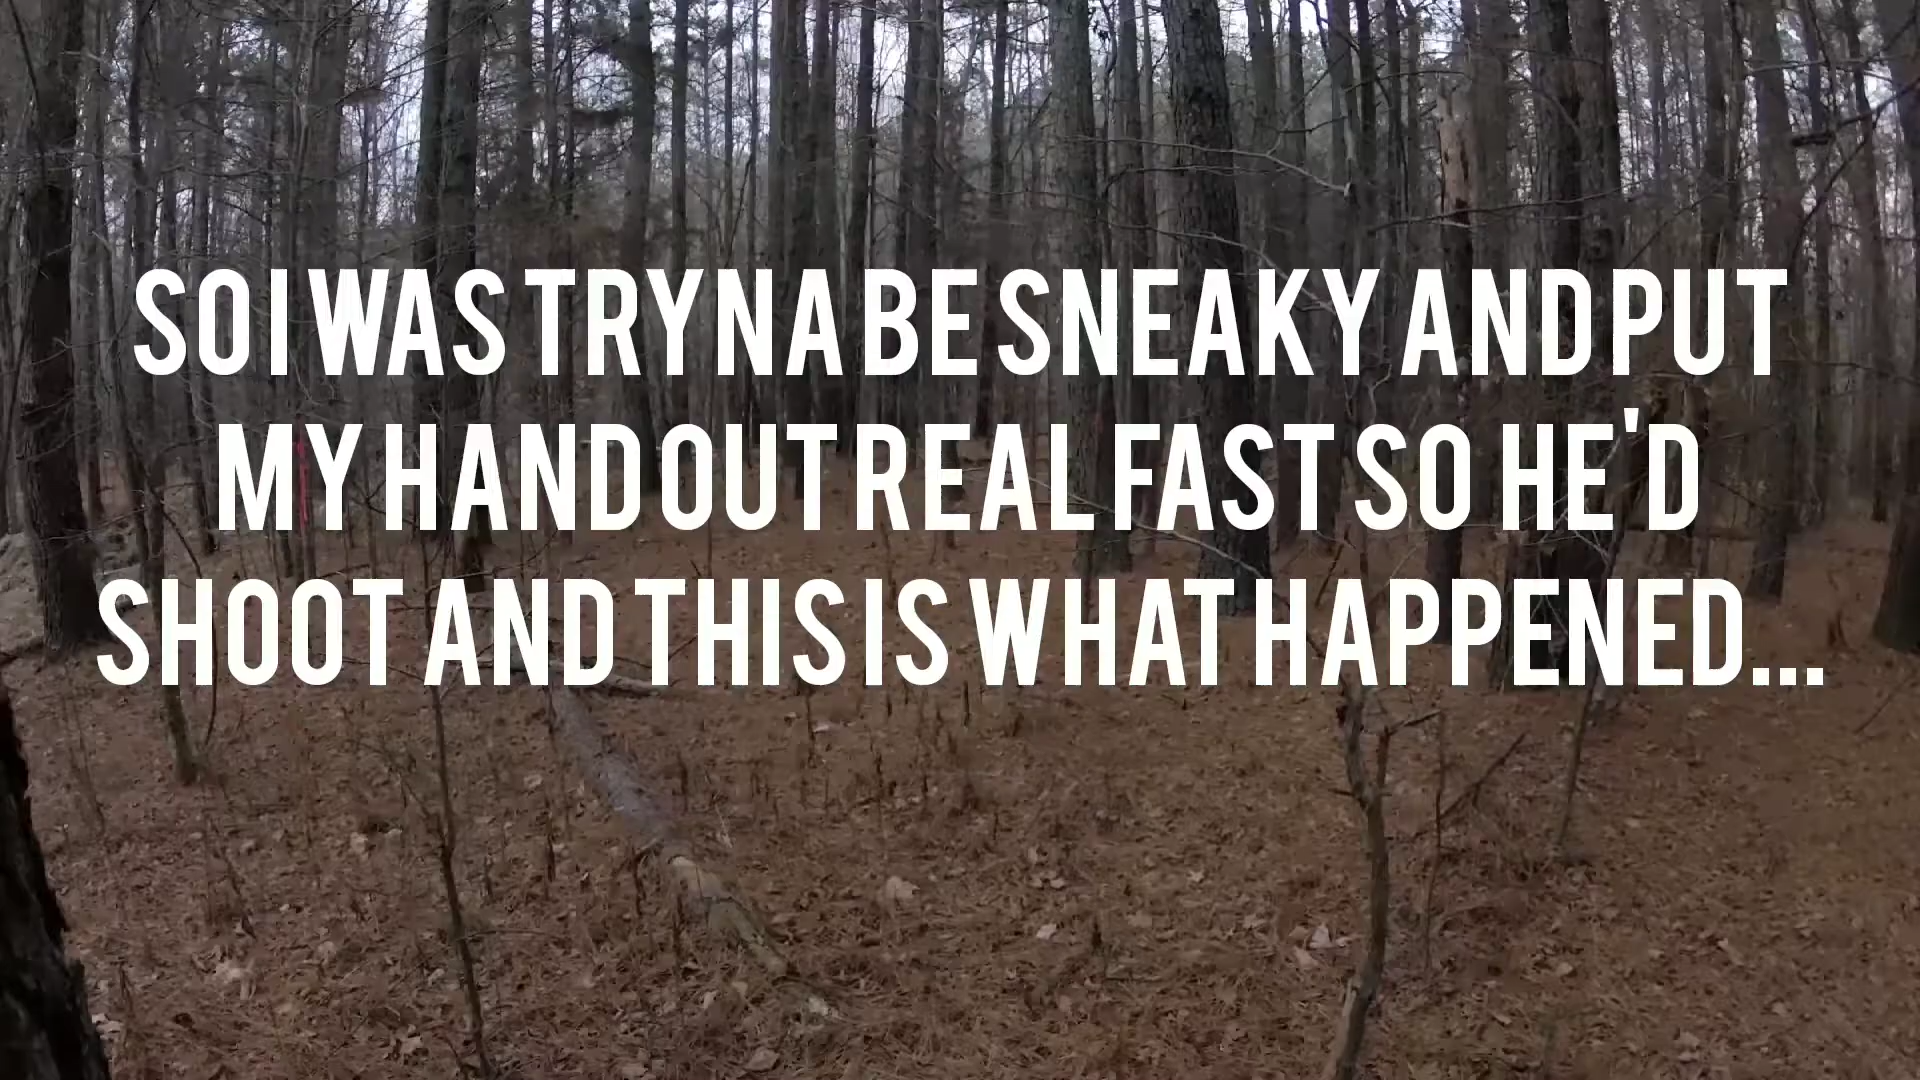 SO I WAS TRYNA BE SNEAKY AND PUT
MY HAND OUT REAL FAST SO HE'D
SHOOT AND THIS IS WHAT HAPPENED...